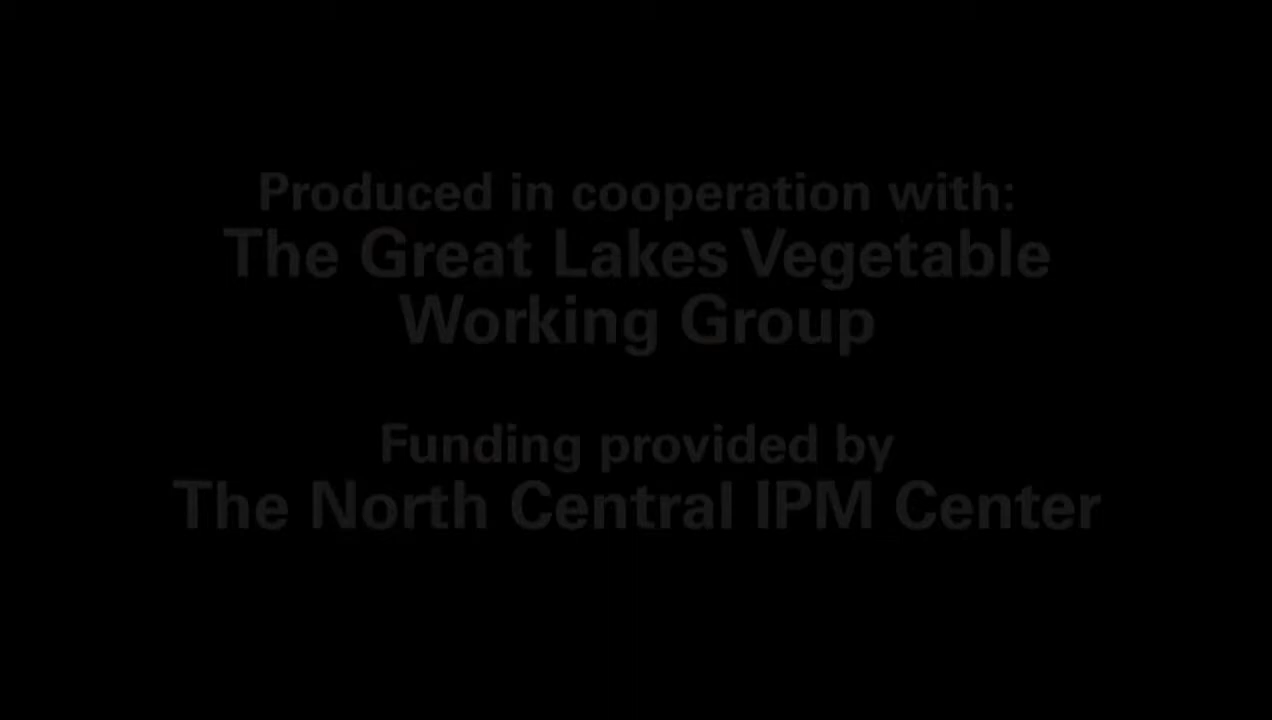 Produced in cooperation with:
The Great Lakes Vegetable
Working Group
Funding provided by
The North Central IPM Center